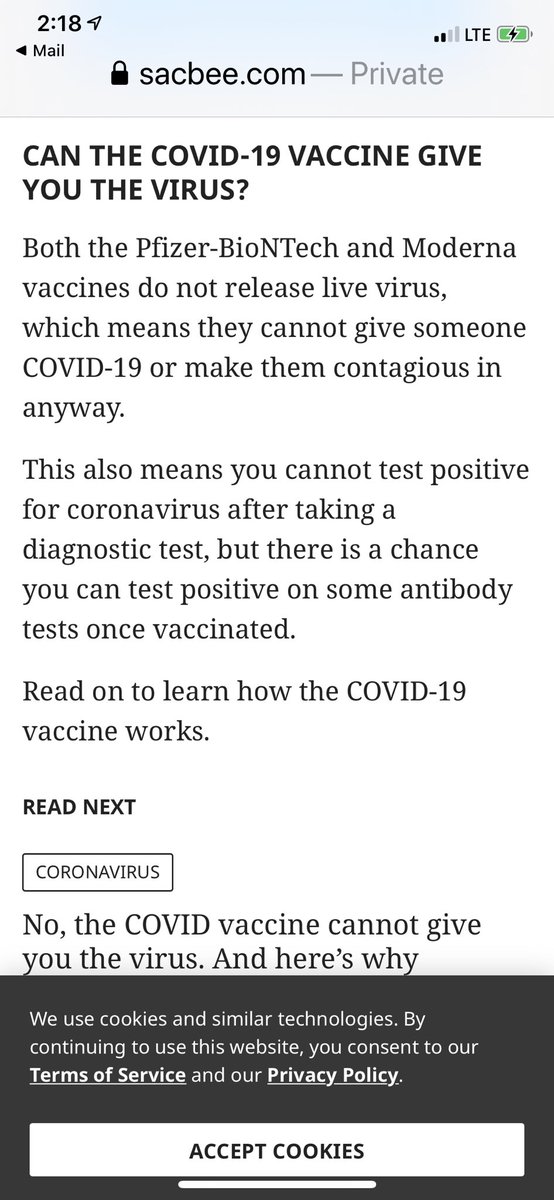 2:18
LTE
◀ Mail
sacbee.com — Private
CAN THE COVID-19 VACCINE GIVE
YOU THE VIRUS?
Both the Pfizer-BioNTech and Moderna
vaccines do not release live virus,
which means they cannot give someone
COVID-19 or make them contagious in
anyway.
This also means you cannot test positive
for coronavirus after taking a
diagnostic test, but there is a chance
you can test positive on some antibody
tests once vaccinated.
Read on to learn how the COVID-19
vaccine works.
READ NEXT
CORONAVIRUS
No, the COVID vaccine cannot give
you the virus. And here’s why
We use cookies and similar technologies. By
continuing to use this website, you consent to our
Terms of Service and our Privacy Policy.
ACCEPT COOKIES